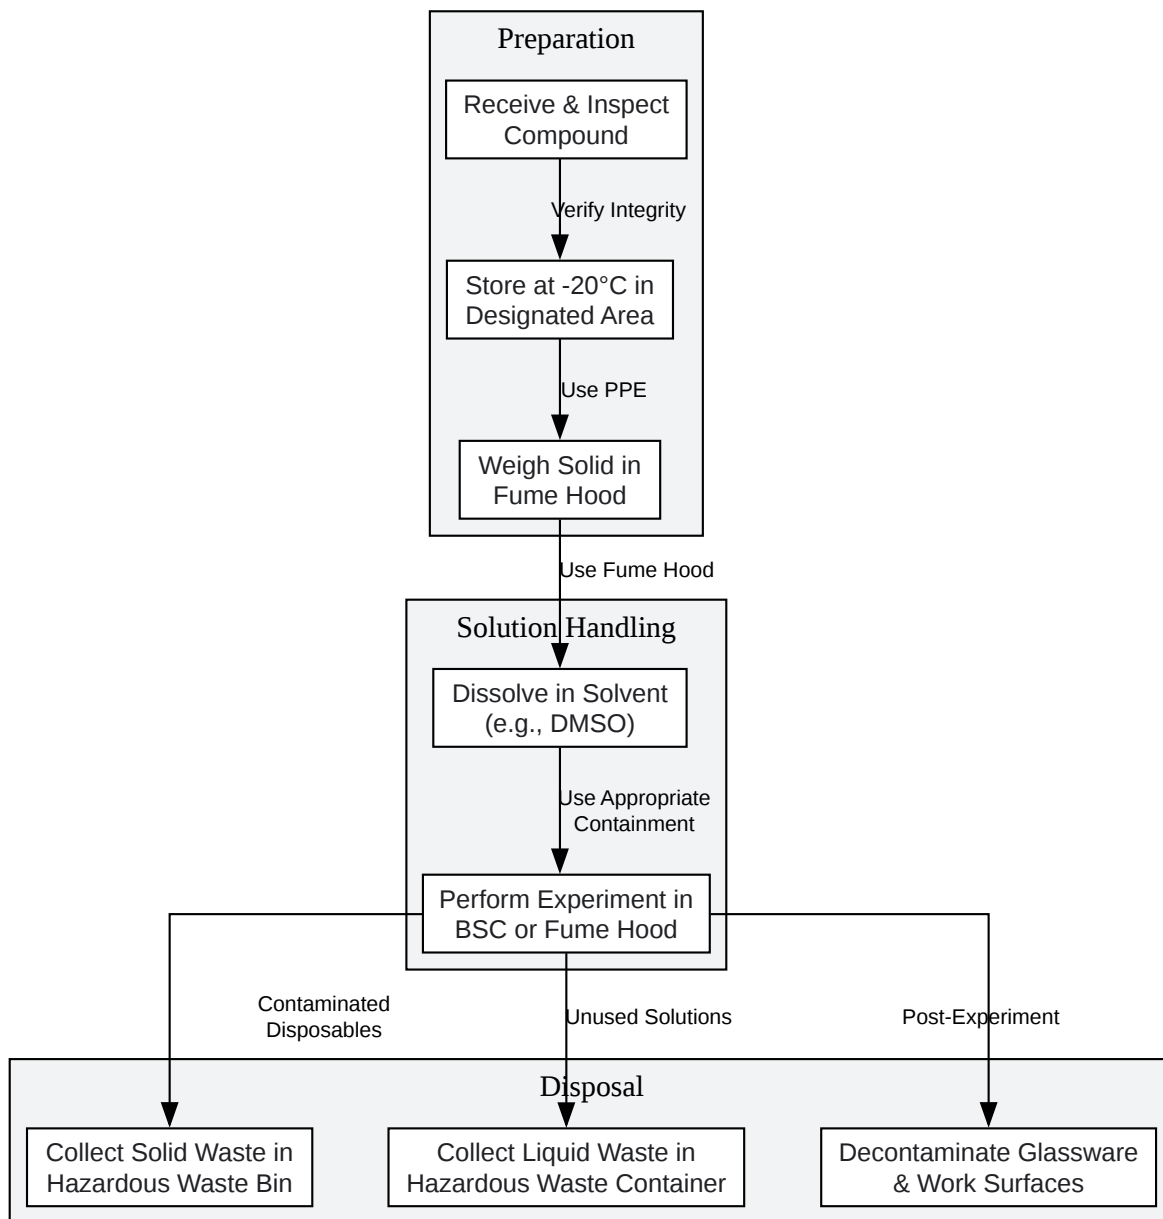 Preparation
Receive & Inspect
Compound
Verify Integrity
Store at -20°C in
Designated Area
Use PPE
Weigh Solid in
Fume Hood
Use Fume Hood
Solution Handling
Dissolve in Solvent
(e.g., DMSO)
Use Appropriate
Containment
Perform Experiment in
BSC or Fume Hood
Contaminated
Disposables
Unused Solutions
Post-Experiment
Disposal
Collect Solid Waste in
Hazardous Waste Bin
Collect Liquid Waste in
Hazardous Waste Container
Decontaminate Glassware
& Work Surfaces